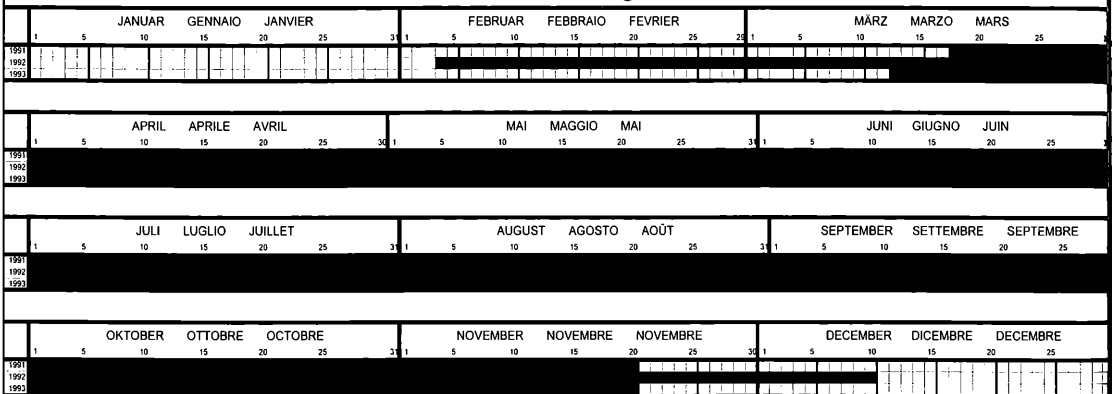 JANUAR GENNAIO JANVIER FEBRUAR FEBBRAIO FEVRIER MÄRZ MARZO MARS
1 5 10 15 20 25 31 5 10 15 20 25 29 1 5 10 15 20 25
1991
1992
1993
APRIL APRILE AVRIL MAI MAGGIO MAI JUNI GIUGNO JUIN
1 5 10 15 20 25 30 1 5 10 15 20 25 31 1 5 10 15 20 25
1991
1992
1993
JULI LUGLIO JUILLET AUGUST AGOSTO AOÛT SEPTEMBER SETTEMBRE SEPTEMBRE
1 5 10 15 20 25 31 1 5 10 15 20 25 31 1 5 10 15 20 25
1991
1992
1993
OKTOBER OTTOBRE OCTOBRE NOVEMBER NOVEMBRE NOVEMBRE DECEMBER DICEMBRE DECEMBRE
1 5 10 15 20 25 31 1 5 10 15 20 25 30 1 5 10 15 20 25
1991
1992
1993